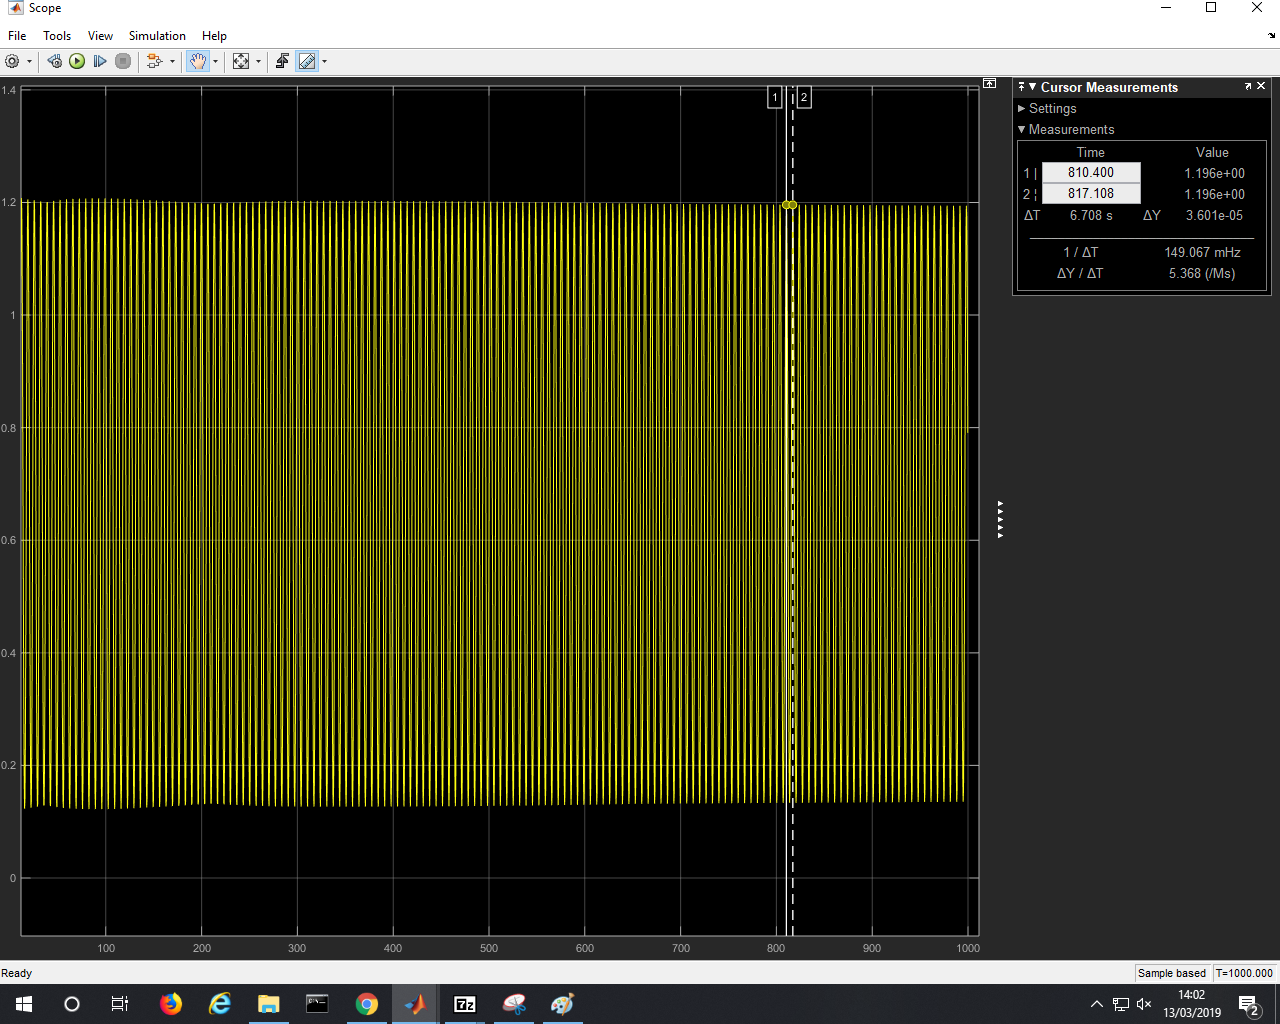 Scope
File Tools View Simulation Help
1.4
1.2
1
0.8
0.6
0.4
0.2
0
100 200 300 400 500 600 700 800 900 1000
1 2
Cursor Measurements
Settings
Measurements
Time Value
1 | 810.400 1.196e+00
2 ¦ 817.108 1.196e+00
ΔT 6.708 s ΔY 3.601e-05
1 / ΔT 149.067 mHz
ΔY / ΔT 5.368 (/Ms)
Ready
Sample based T=1000.000
7z
14:02
13/03/2019
2